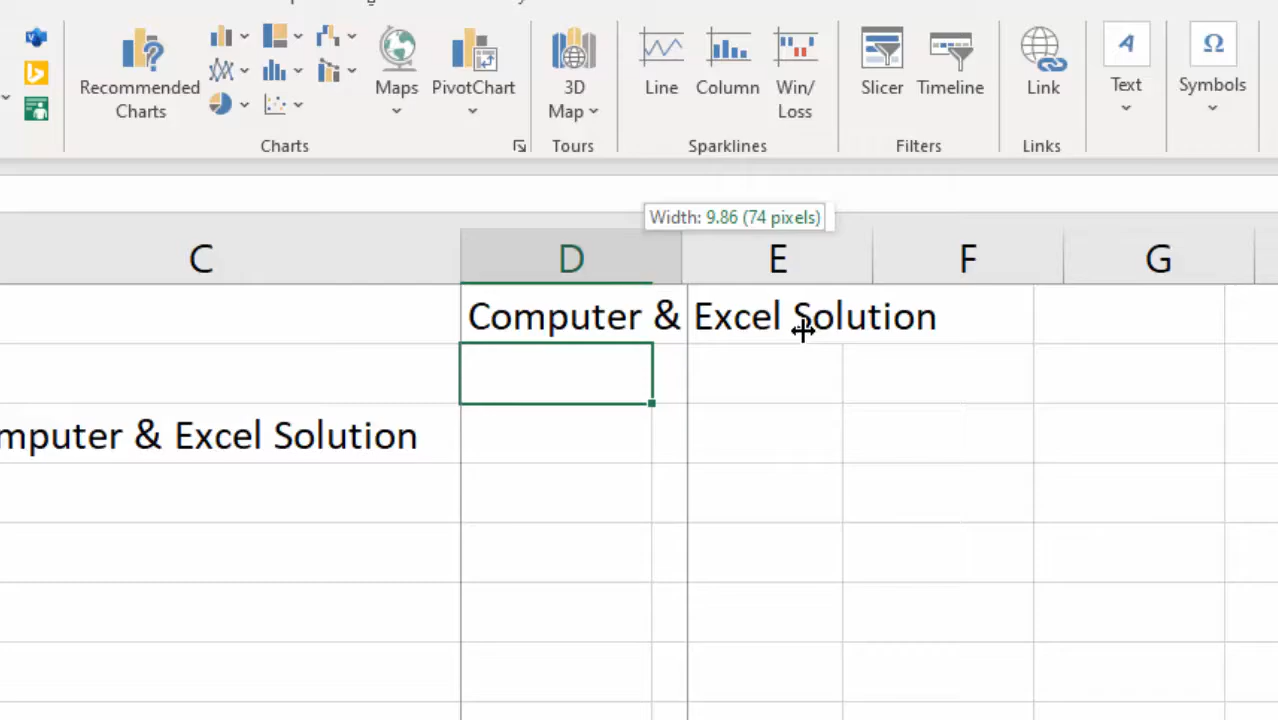 Recommended
Charts
Maps
PivotChart
3D
Map
Line
Column
Win/
Loss
Slicer
Timeline
Link
Text
Symbols
Charts
Tours
Sparklines
Filters
Links
Width: 9.86 (74 pixels)
C
D
E
F
G
Computer & Excel Solution
mputer & Excel Solution